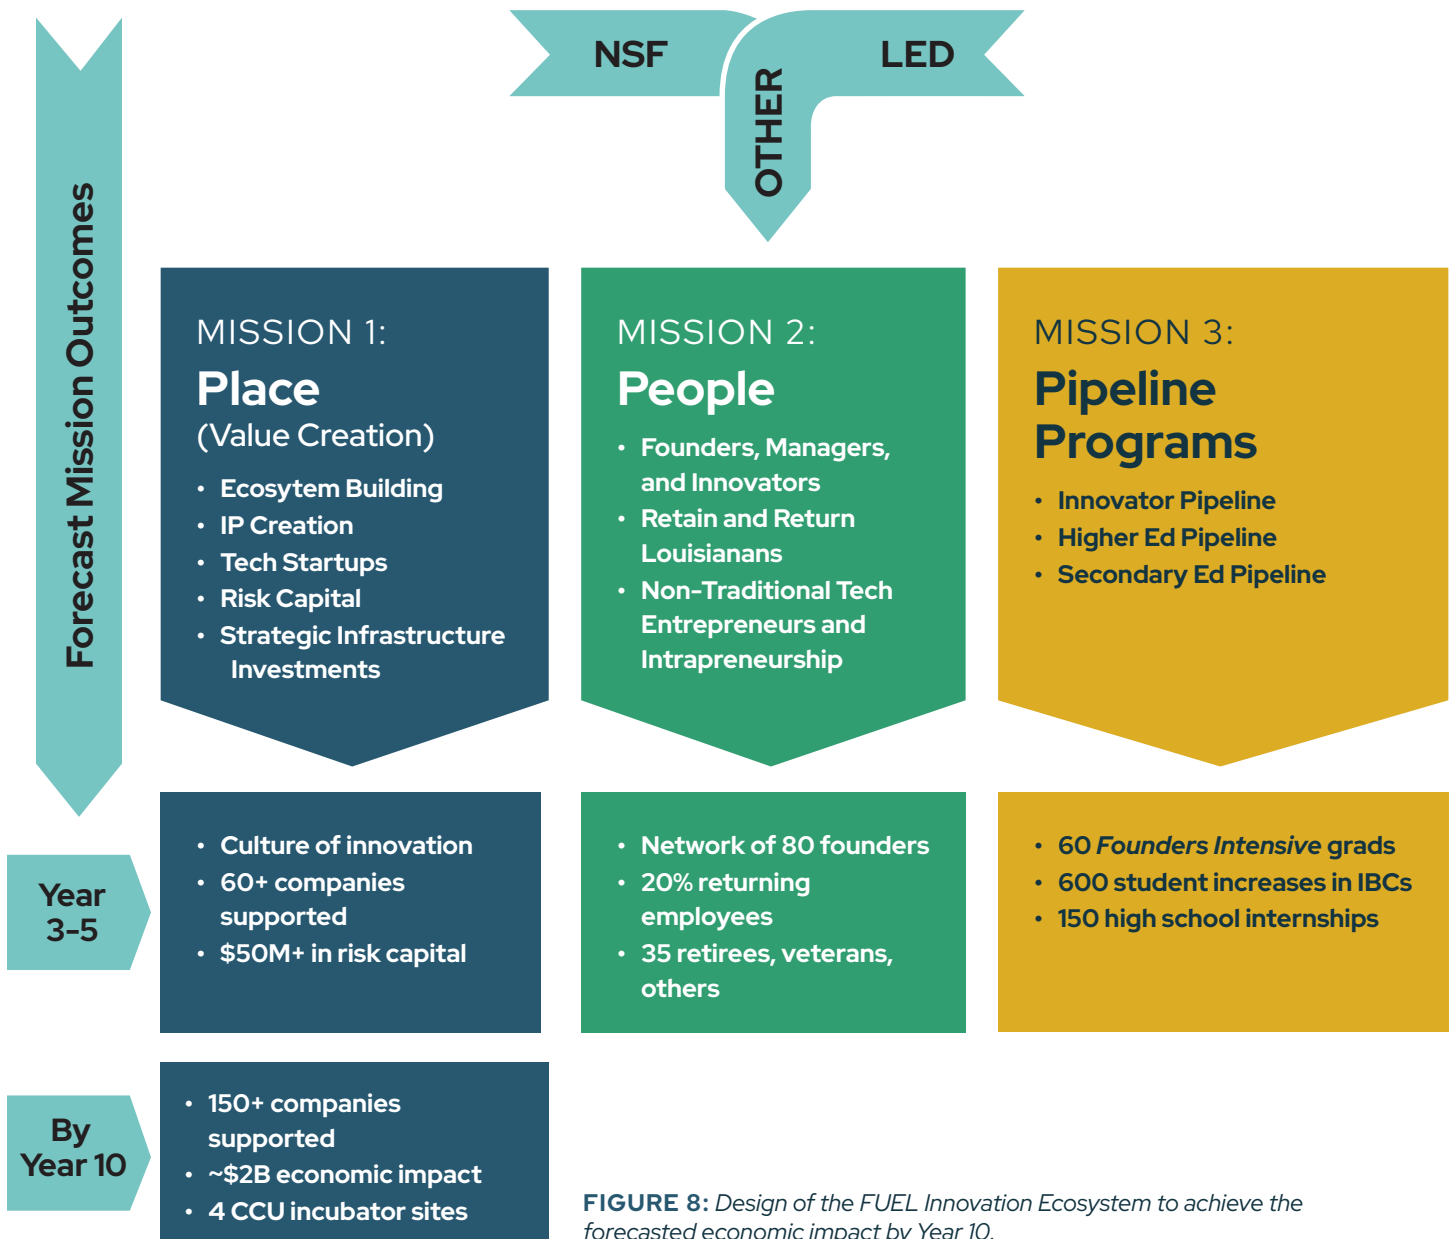 NSF
LED
OTHER
Forecast Mission Outcomes
MISSION 1:
Place
(Value Creation)
• Ecosytem Building
• IP Creation
• Tech Startups
• Risk Capital
• Strategic Infrastructure
Investments
MISSION 2:
People
• Founders, Managers,
and Innovators
• Retain and Return
Louisianans
• Non-Traditional Tech
Entrepreneurs and
Intrapreneurship
MISSION 3:
Pipeline
Programs
• Innovator Pipeline
• Higher Ed Pipeline
• Secondary Ed Pipeline
Year
3-5
• Culture of innovation
• 60+ companies
supported
• $50M+ in risk capital
• Network of 80 founders
• 20% returning
employees
• 35 retirees, veterans,
others
• 60 Founders Intensive grads
• 600 student increases in IBCs
• 150 high school internships
By
Year 10
• 150+ companies
supported
• ~$2B economic impact
• 4 CCU incubator sites
FIGURE 8: Design of the FUEL Innovation Ecosystem to achieve the
forecasted economic impact by Year 10.